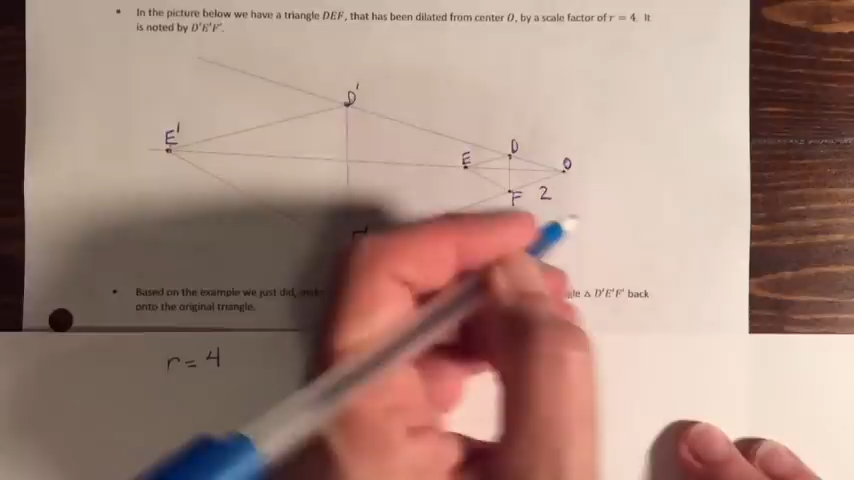 • In the picture below we have a triangle DEF, that has been dilated from center O, by a scale factor of r = 4. It
is noted by D'E'F'.
D'
E'
E
D
O
F
2
• Based on the example we just did,
△ D'E'F' back
onto the original triangle.
r = 4